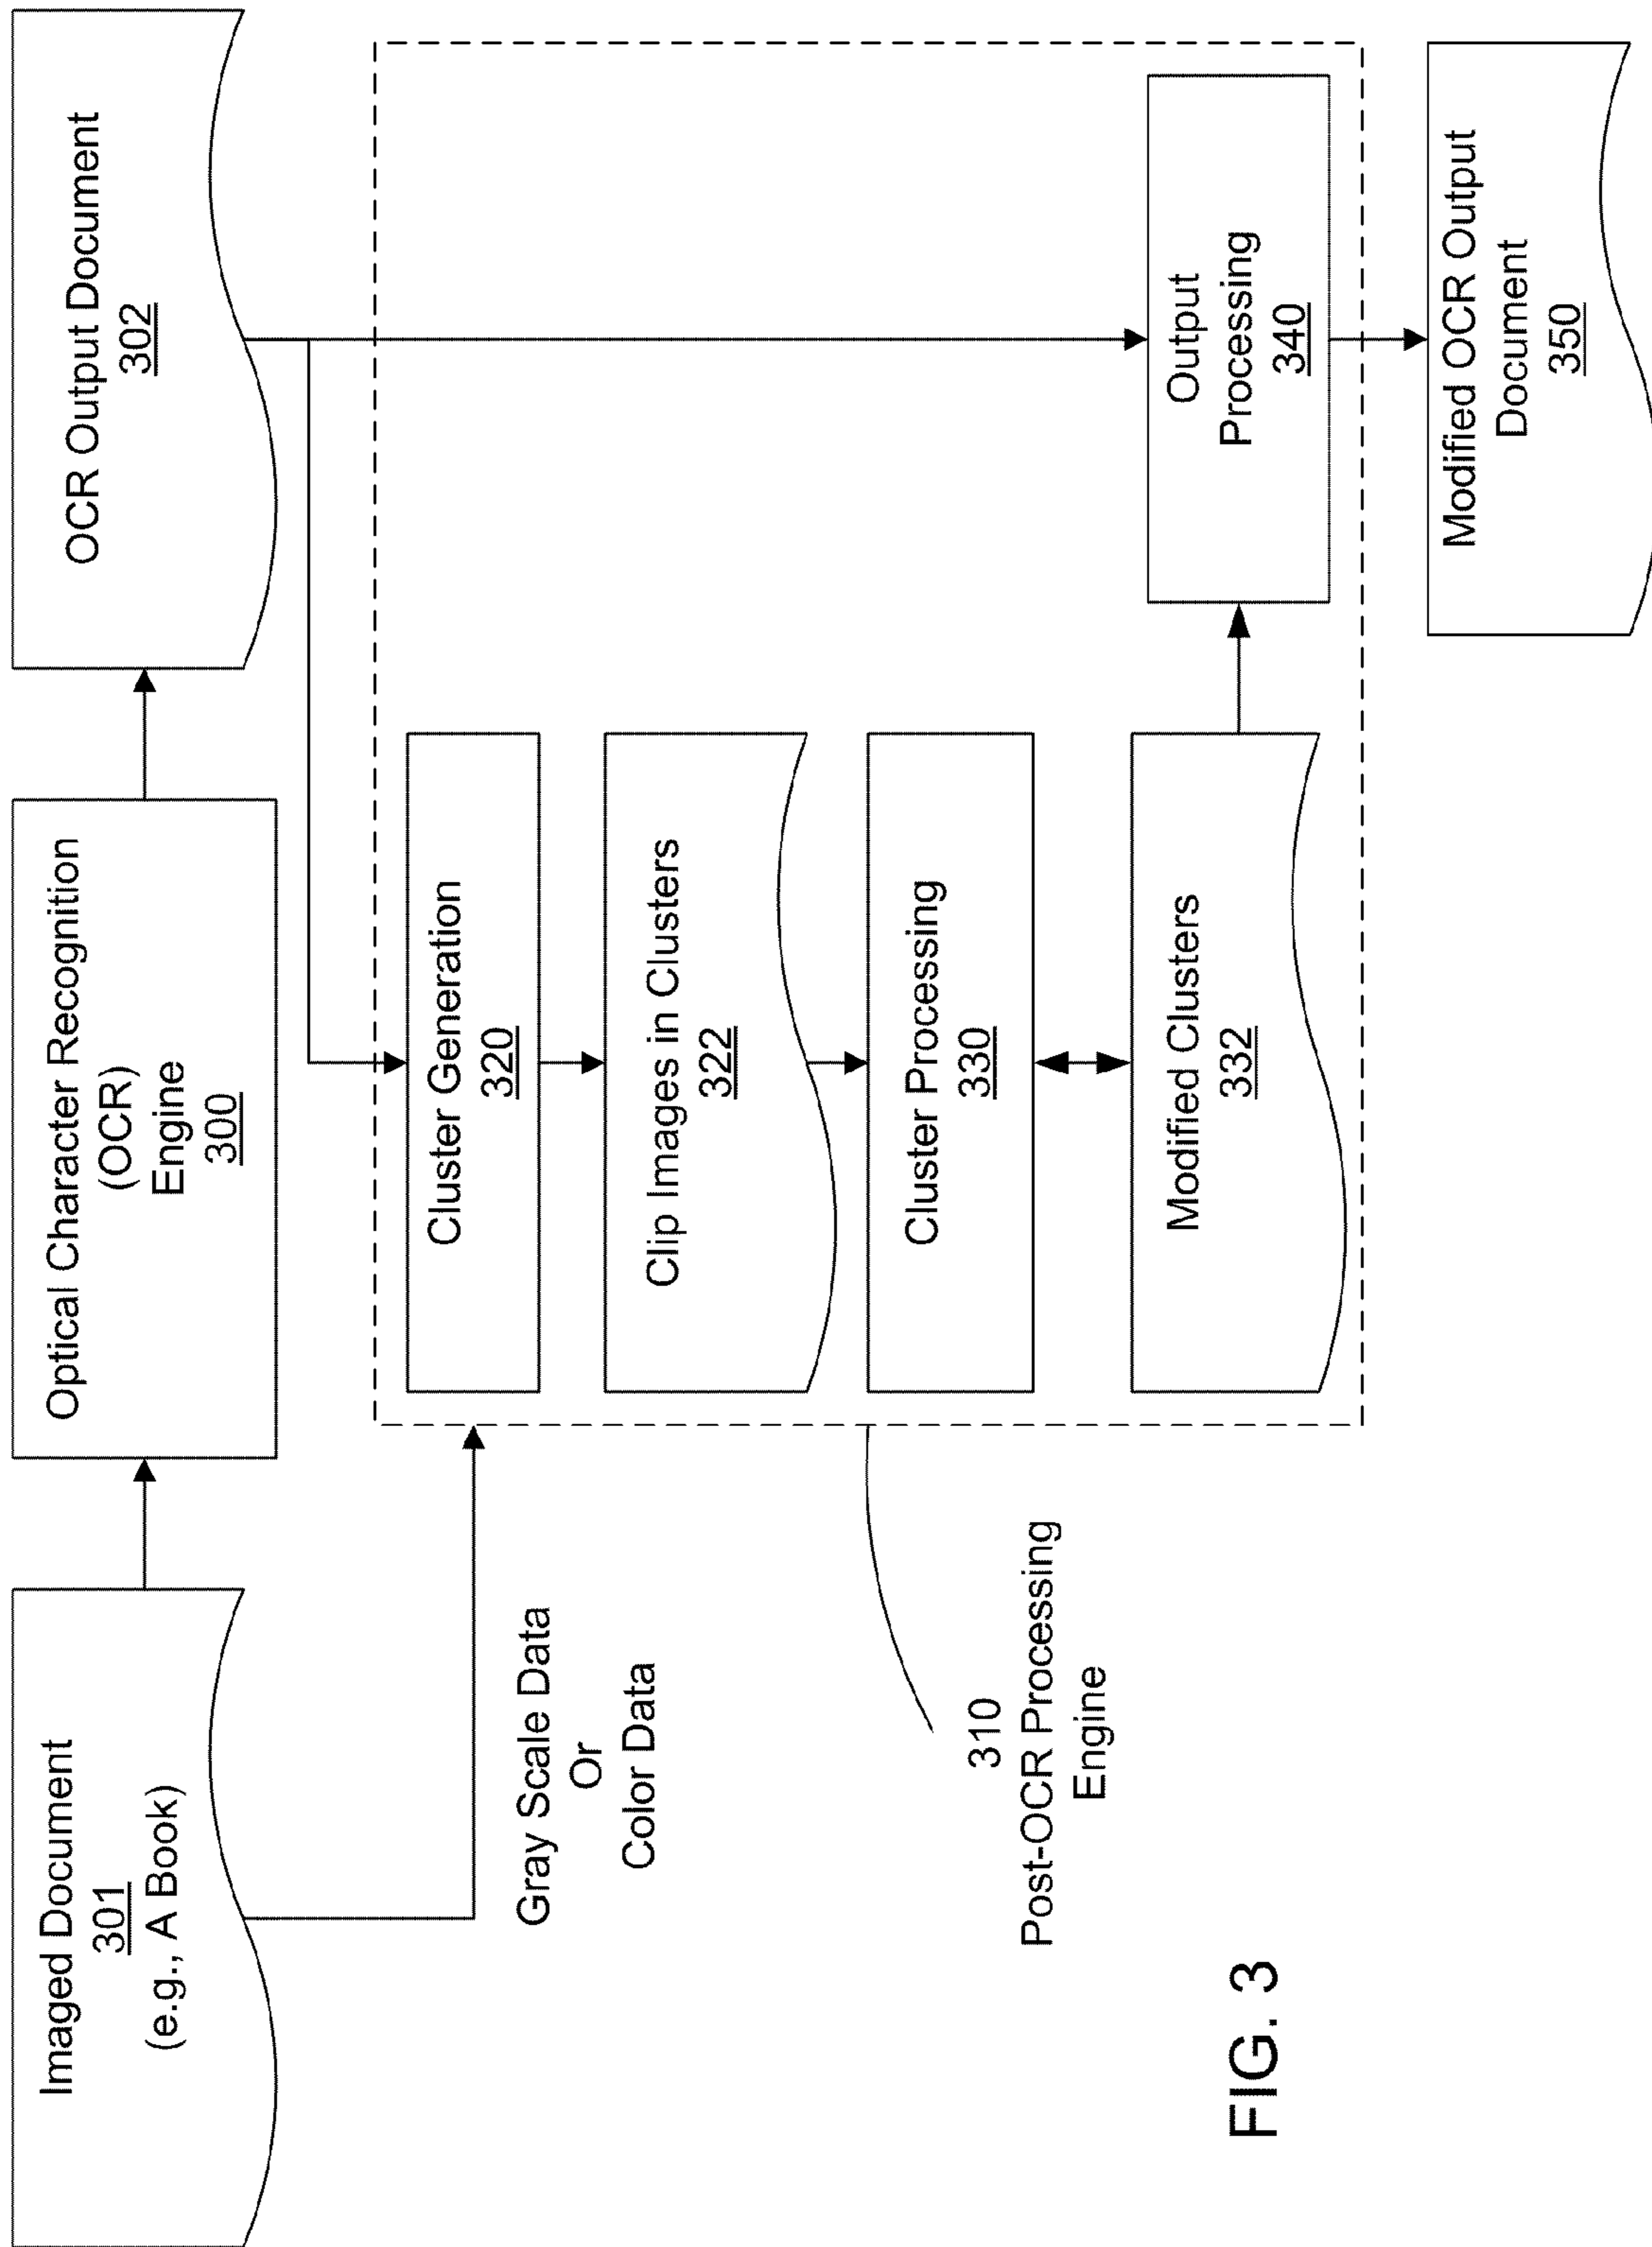 Imaged Document
301
(e.g., A Book)
Optical Character Recognition
(OCR)
Engine
300
OCR Output Document
302
Gray Scale Data
Or
Color Data
310
Post-OCR Processing
Engine
Cluster Generation
320
Clip Images in Clusters
322
Cluster Processing
330
Modified Clusters
332
Output
Processing
340
Modified OCR Output
Document
350
FIG. 3